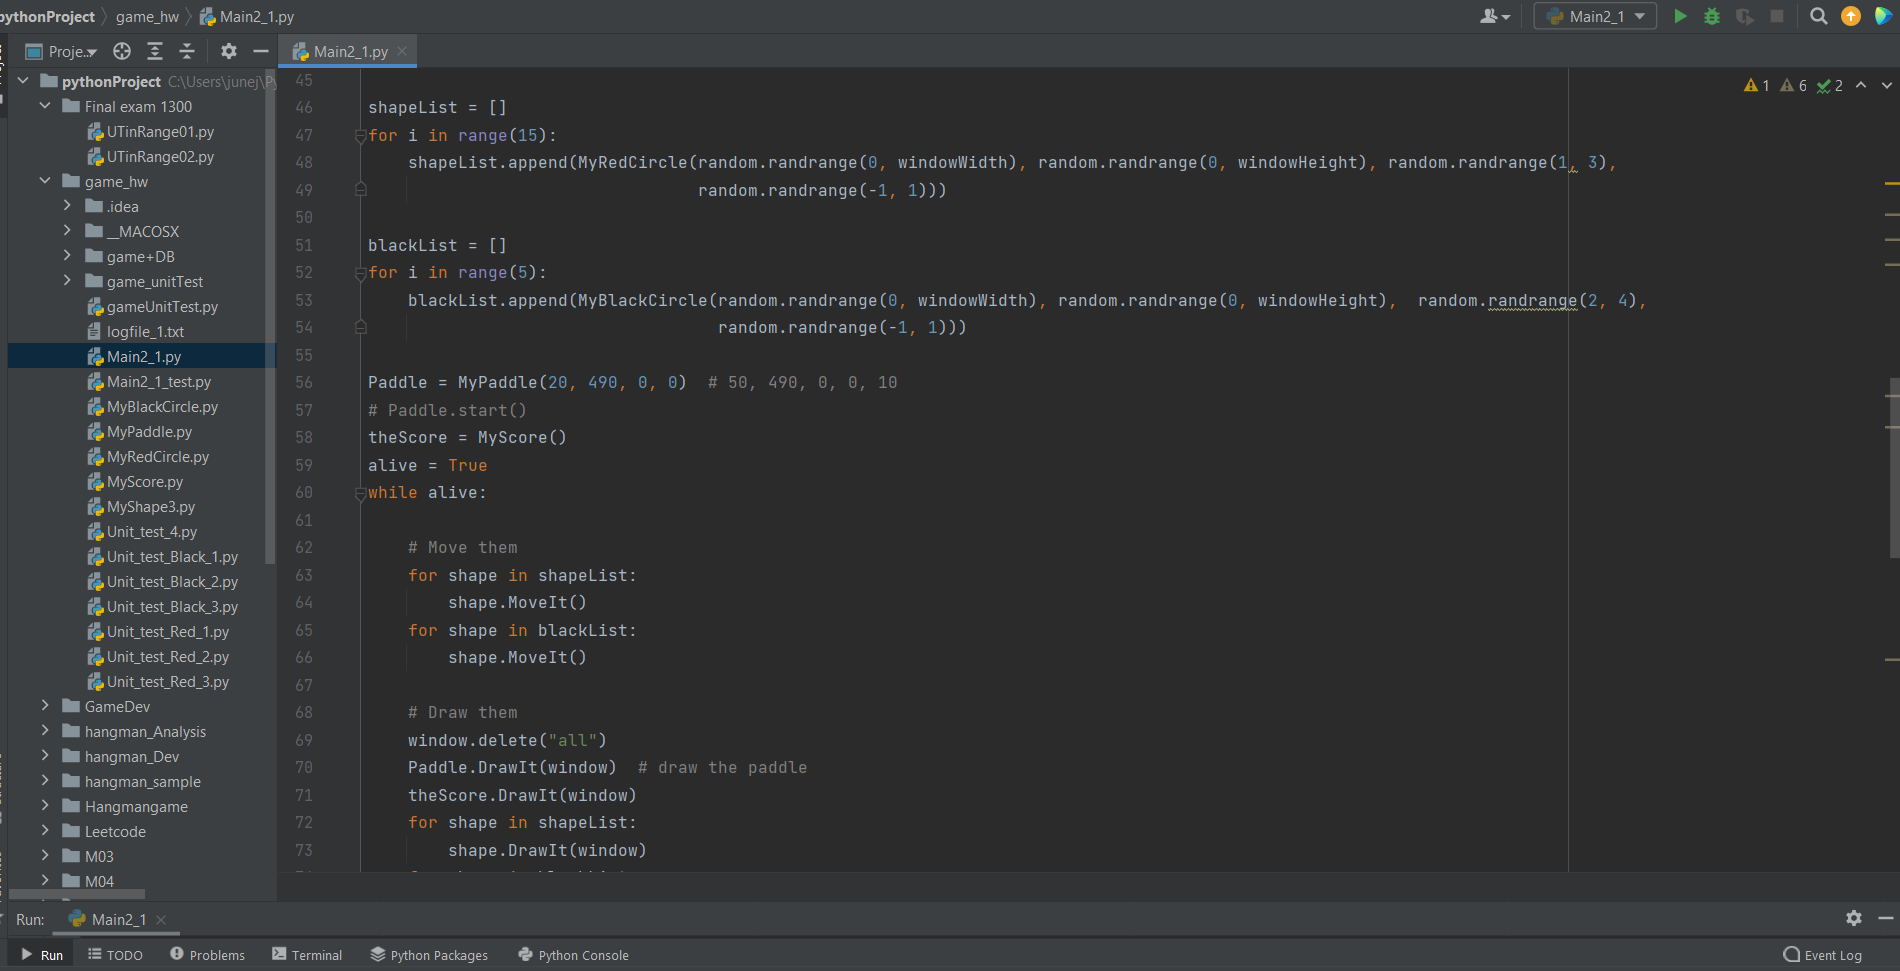 pythonProject game_hw Main2_1.py Main2_1
Proje... Main2_1.py
pythonProject C:\Users\junej\Py
Final exam 1300
UTinRange01.py
UTinRange02.py
game_hw
.idea
__MACOSX
game+DB
game_unitTest
gameUnitTest.py
logfile_1.txt
Main2_1.py
Main2_1_test.py
MyBlackCircle.py
MyPaddle.py
MyRedCircle.py
MyScore.py
MyShape3.py
Unit_test_4.py
Unit_test_Black_1.py
Unit_test_Black_2.py
Unit_test_Black_3.py
Unit_test_Red_1.py
Unit_test_Red_2.py
Unit_test_Red_3.py
GameDev
hangman_Analysis
hangman_Dev
hangman_sample
Hangmangame
Leetcode
M03
M04
1 6 2
45
46 shapeList = []
47 for i in range(15):
48     shapeList.append(MyRedCircle(random.randrange(0, windowWidth), random.randrange(0, windowHeight), random.randrange(1, 3),
49                                  random.randrange(-1, 1)))
50
51 blackList = []
52 for i in range(5):
53     blackList.append(MyBlackCircle(random.randrange(0, windowWidth), random.randrange(0, windowHeight),  random.randrange(2, 4),
54                                    random.randrange(-1, 1)))
55
56 Paddle = MyPaddle(20, 490, 0, 0)  # 50, 490, 0, 0, 10
57 # Paddle.start()
58 theScore = MyScore()
59 alive = True
60 while alive:
61
62     # Move them
63     for shape in shapeList:
64         shape.MoveIt()
65     for shape in blackList:
66         shape.MoveIt()
67
68     # Draw them
69     window.delete("all")
70     Paddle.DrawIt(window)  # draw the paddle
71     theScore.DrawIt(window)
72     for shape in shapeList:
73         shape.DrawIt(window)
Run: Main2_1
Run TODO Problems Terminal Python Packages Python Console Event Log